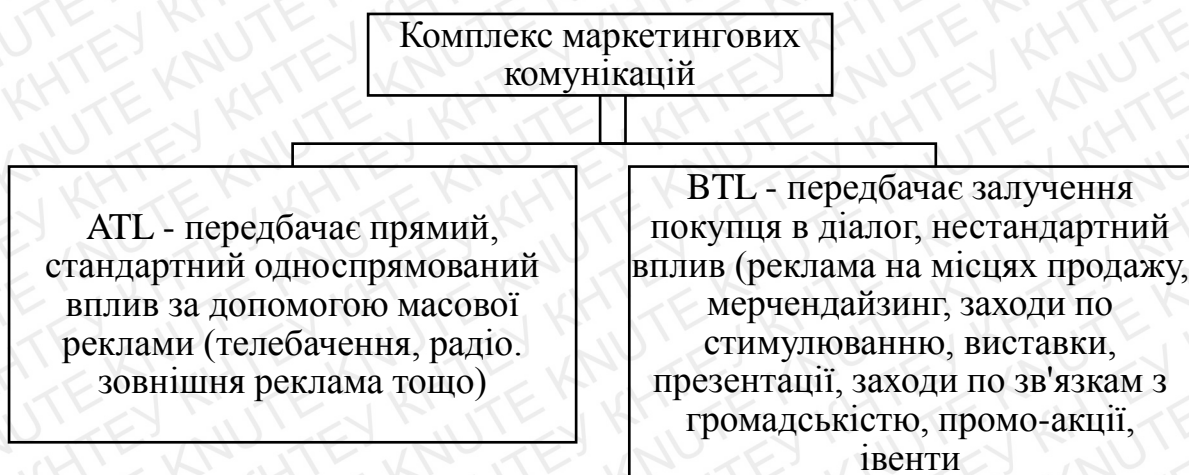 Комплекс маркетингових
комунікацій
ATL - передбачає прямий,
стандартний односпрямований
вплив за допомогою масової
реклами (телебачення, радіо.
зовнішня реклама тощо)
BTL - передбачає залучення
покупця в діалог, нестандартний
вплив (реклама на місцях продажу,
мерчендайзинг, заходи по
стимулюванню, виставки,
презентації, заходи по зв'язкам з
громадськістю, промо-акції,
івенти